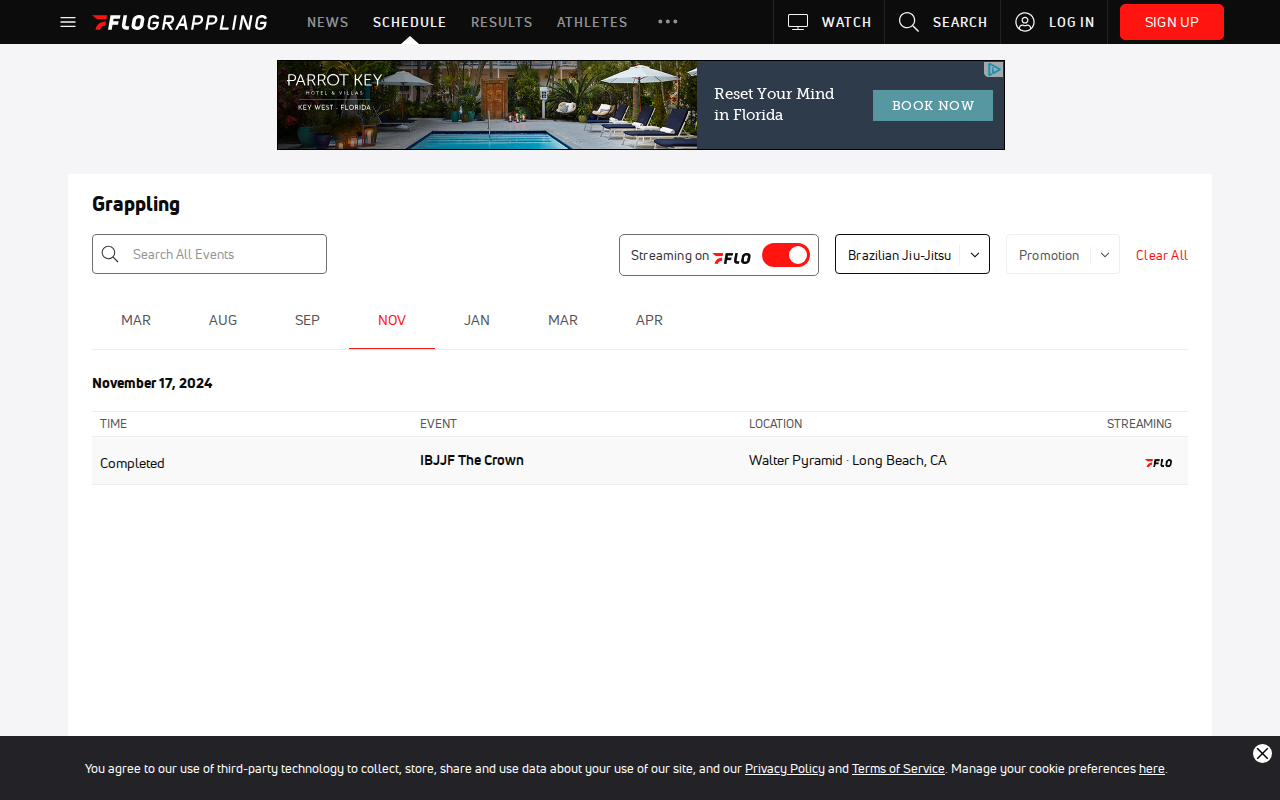 FLOGRAPPLING NEWS SCHEDULE RESULTS ATHLETES ••• WATCH SEARCH LOG IN SIGN UP
PARROT KEY
HOTEL & VILLAS
KEY WEST · FLORIDA
Reset Your Mind
in Florida
BOOK NOW
Grappling
Search All Events
Streaming on FLO
Brazilian Jiu-Jitsu
Promotion
Clear All
MAR AUG SEP NOV JAN MAR APR
November 17, 2024
TIME EVENT LOCATION STREAMING
Completed IBJJF The Crown Walter Pyramid · Long Beach, CA FLO
You agree to our use of third-party technology to collect, store, share and use data about your use of our site, and our Privacy Policy and Terms of Service. Manage your cookie preferences here.